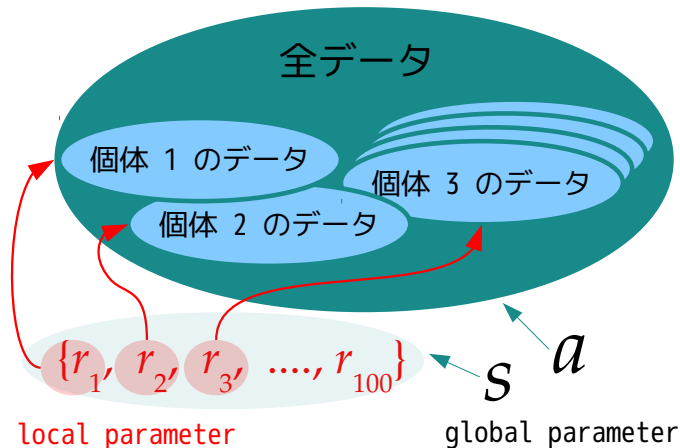 全データ
個体 1 のデータ
個体 3 のデータ
個体 2 のデータ
{r1, r2, r3, ...., r100}
s
a
local parameter
global parameter